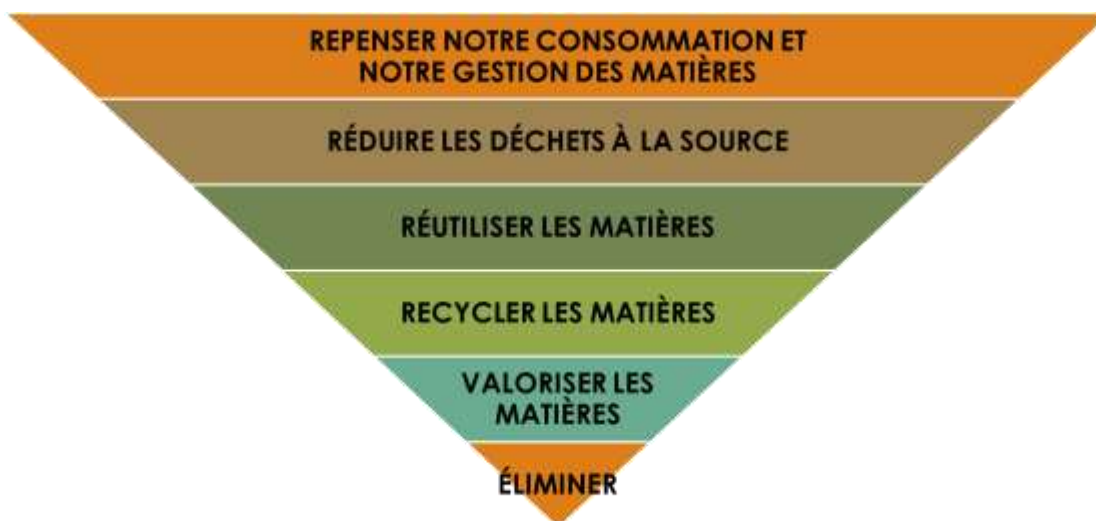 REPENSER NOTRE CONSOMMATION ET
NOTRE GESTION DES MATIÈRES
RÉDUIRE LES DÉCHETS À LA SOURCE
RÉUTILISER LES MATIÈRES
RECYCLER LES MATIÈRES
VALORISER LES
MATIÈRES
ÉLIMINER